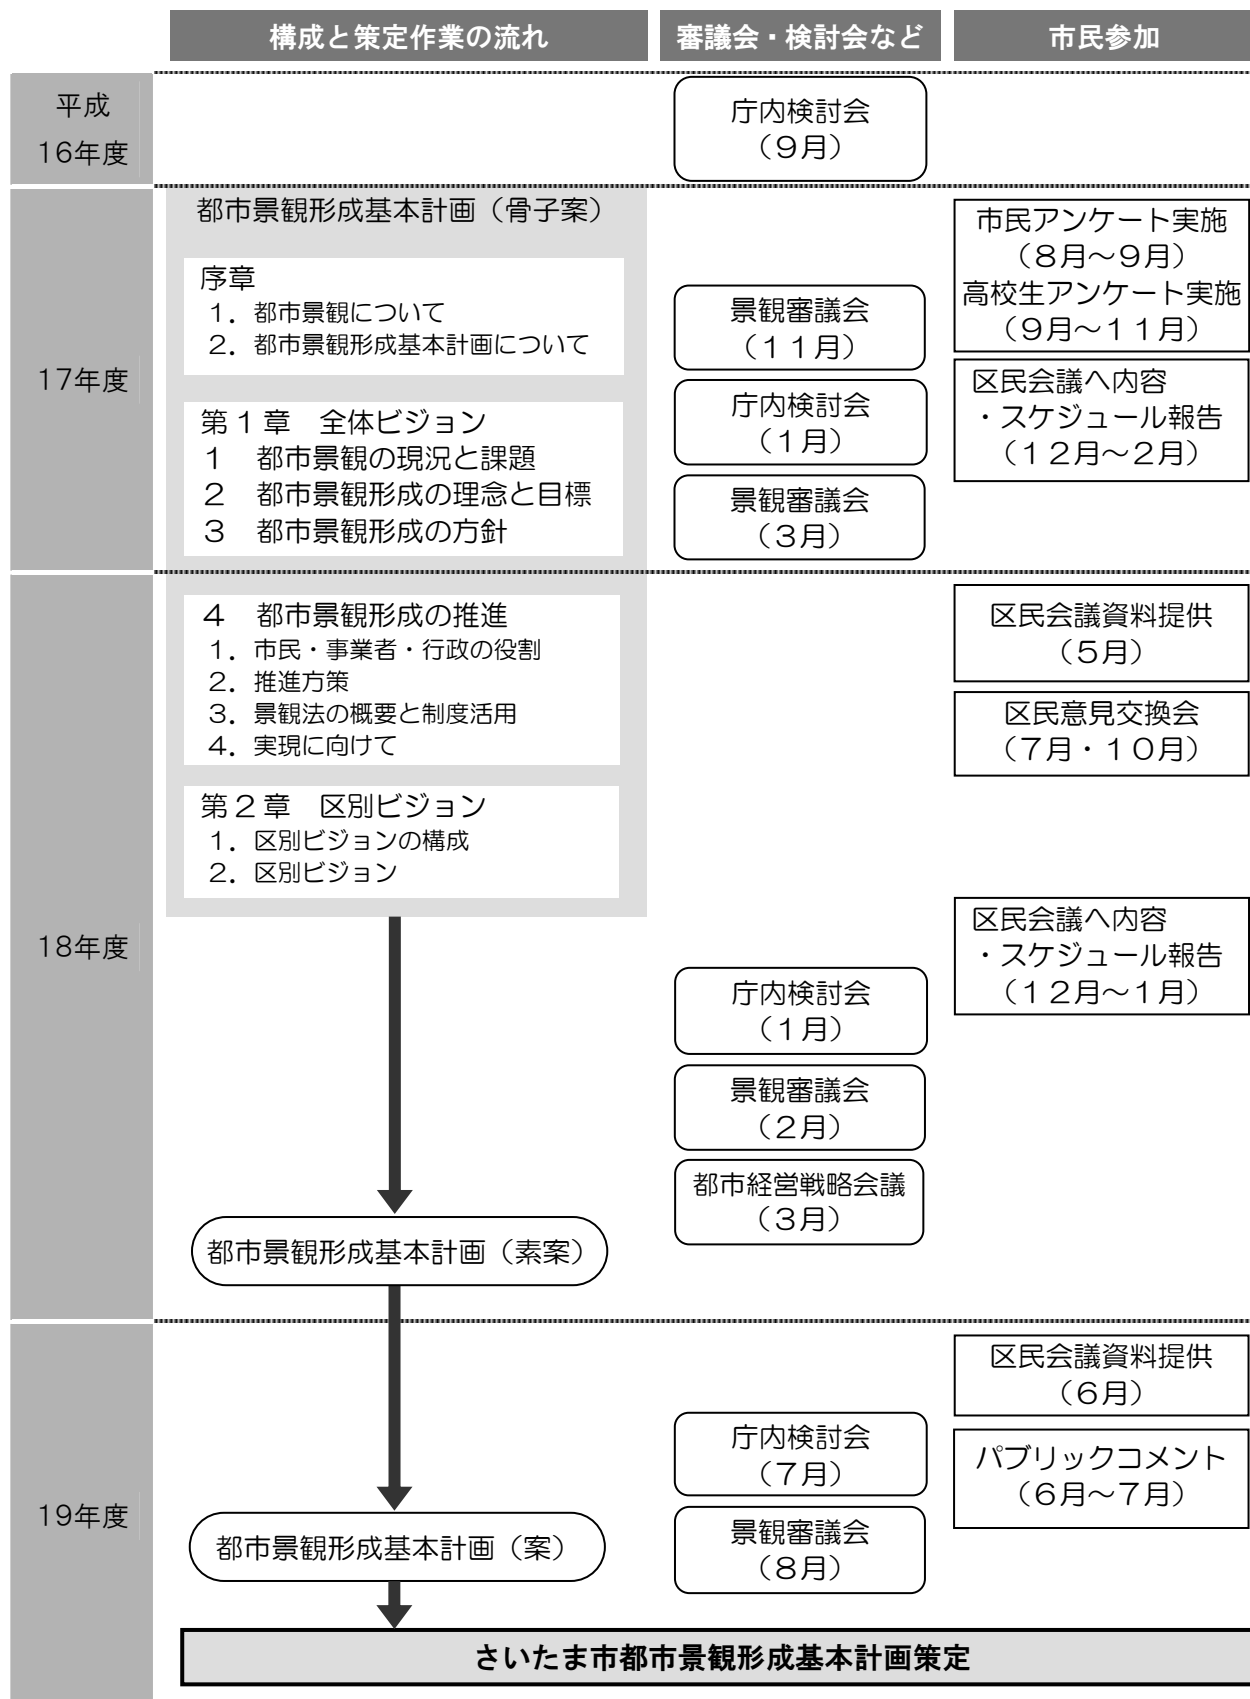 構成と策定作業の流れ
審議会・検討会など
市民参加
平成
16年度
庁内検討会
（９月）
17年度
都市景観形成基本計画（骨子案）
序章
１．都市景観について
２．都市景観形成基本計画について
第１章　全体ビジョン
１　都市景観の現況と課題
２　都市景観形成の理念と目標
３　都市景観形成の方針
景観審議会
（１１月）
庁内検討会
（１月）
景観審議会
（３月）
市民アンケート実施
（８月～９月）
高校生アンケート実施
（９月～１１月）
区民会議へ内容
・スケジュール報告
（１２月～２月）
18年度
４　都市景観形成の推進
１．市民・事業者・行政の役割
２．推進方策
３．景観法の概要と制度活用
４．実現に向けて
第２章　区別ビジョン
１．区別ビジョンの構成
２．区別ビジョン
都市景観形成基本計画（素案）
庁内検討会
（１月）
景観審議会
（２月）
都市経営戦略会議
（３月）
区民会議資料提供
（５月）
区民意見交換会
（７月・１０月）
区民会議へ内容
・スケジュール報告
（１２月～１月）
19年度
都市景観形成基本計画（案）
庁内検討会
（７月）
景観審議会
（８月）
区民会議資料提供
（６月）
パブリックコメント
（６月～７月）
さいたま市都市景観形成基本計画策定